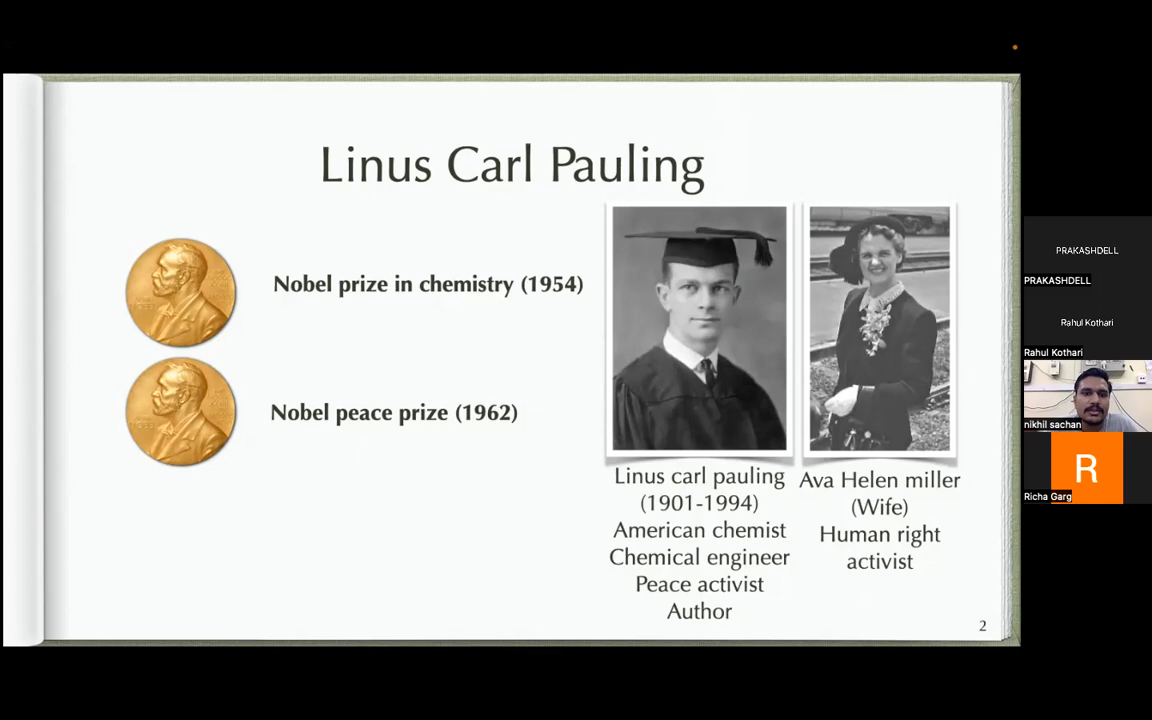 Linus Carl Pauling
Nobel prize in chemistry (1954)
Nobel peace prize (1962)
Linus carl pauling
(1901-1994)
American chemist
Chemical engineer
Peace activist
Author
Ava Helen miller
(Wife)
Human right
activist
2
PRAKASHDELL
PRAKASHDELL
Rahul Kothari
Rahul Kothari
nikhil sachan
R
Richa Garg